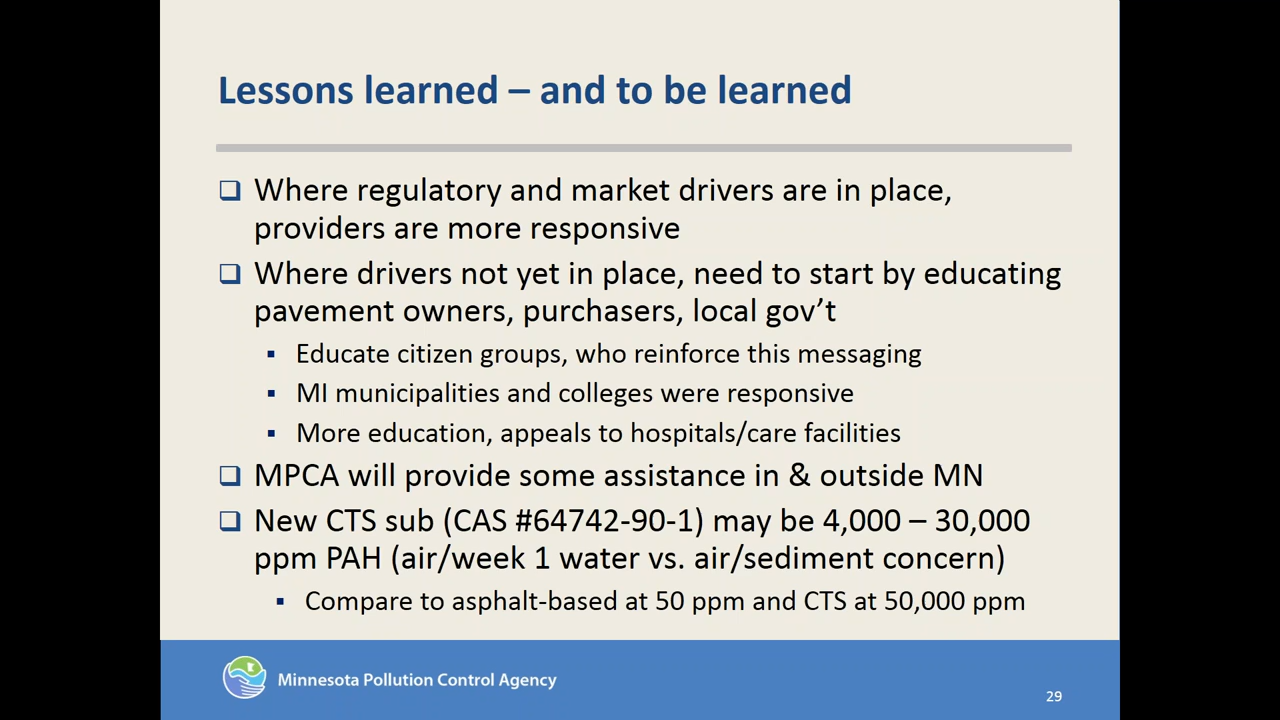 Lessons learned – and to be learned
Where regulatory and market drivers are in place,
providers are more responsive
Where drivers not yet in place, need to start by educating
pavement owners, purchasers, local gov’t
Educate citizen groups, who reinforce this messaging
MI municipalities and colleges were responsive
More education, appeals to hospitals/care facilities
MPCA will provide some assistance in & outside MN
New CTS sub (CAS #64742-90-1) may be 4,000 – 30,000
ppm PAH (air/week 1 water vs. air/sediment concern)
Compare to asphalt-based at 50 ppm and CTS at 50,000 ppm
Minnesota Pollution Control Agency
29